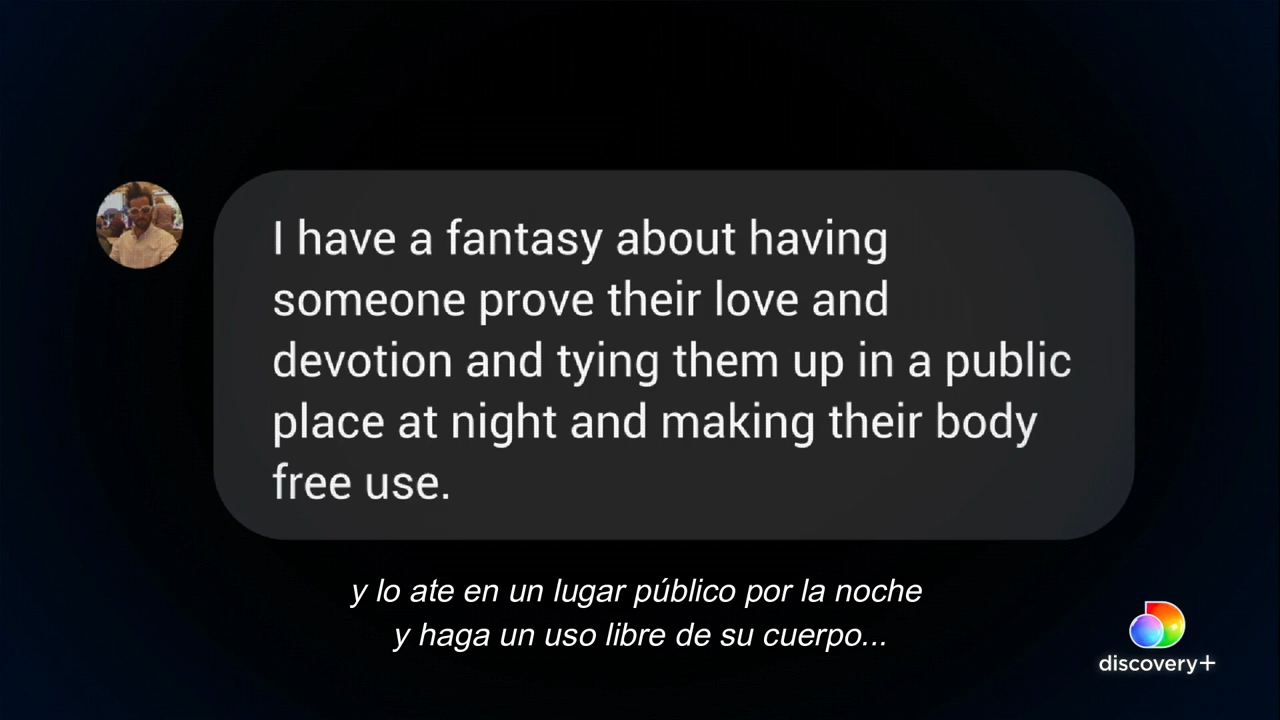 I have a fantasy about having
someone prove their love and
devotion and tying them up in a public
place at night and making their body
free use.
y lo ate en un lugar público por la noche
y haga un uso libre de su cuerpo...
discovery+